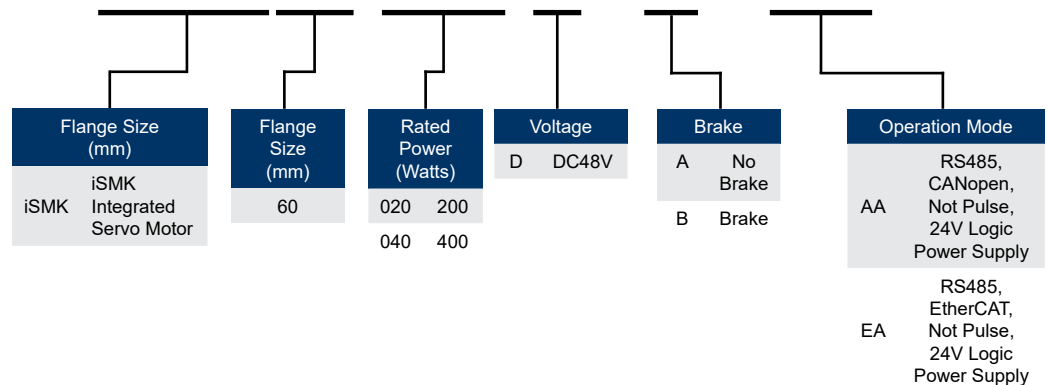 Flange Size
(mm)
iSMK
iSMK
Integrated
Servo Motor
Flange
Size
(mm)
60
Rated
Power
(Watts)
020 200
040 400
Voltage
D DC48V
Brake
A No
Brake
B Brake
Operation Mode
AA
RS485,
CANopen,
Not Pulse,
24V Logic
Power Supply
EA
RS485,
EtherCAT,
Not Pulse,
24V Logic
Power Supply